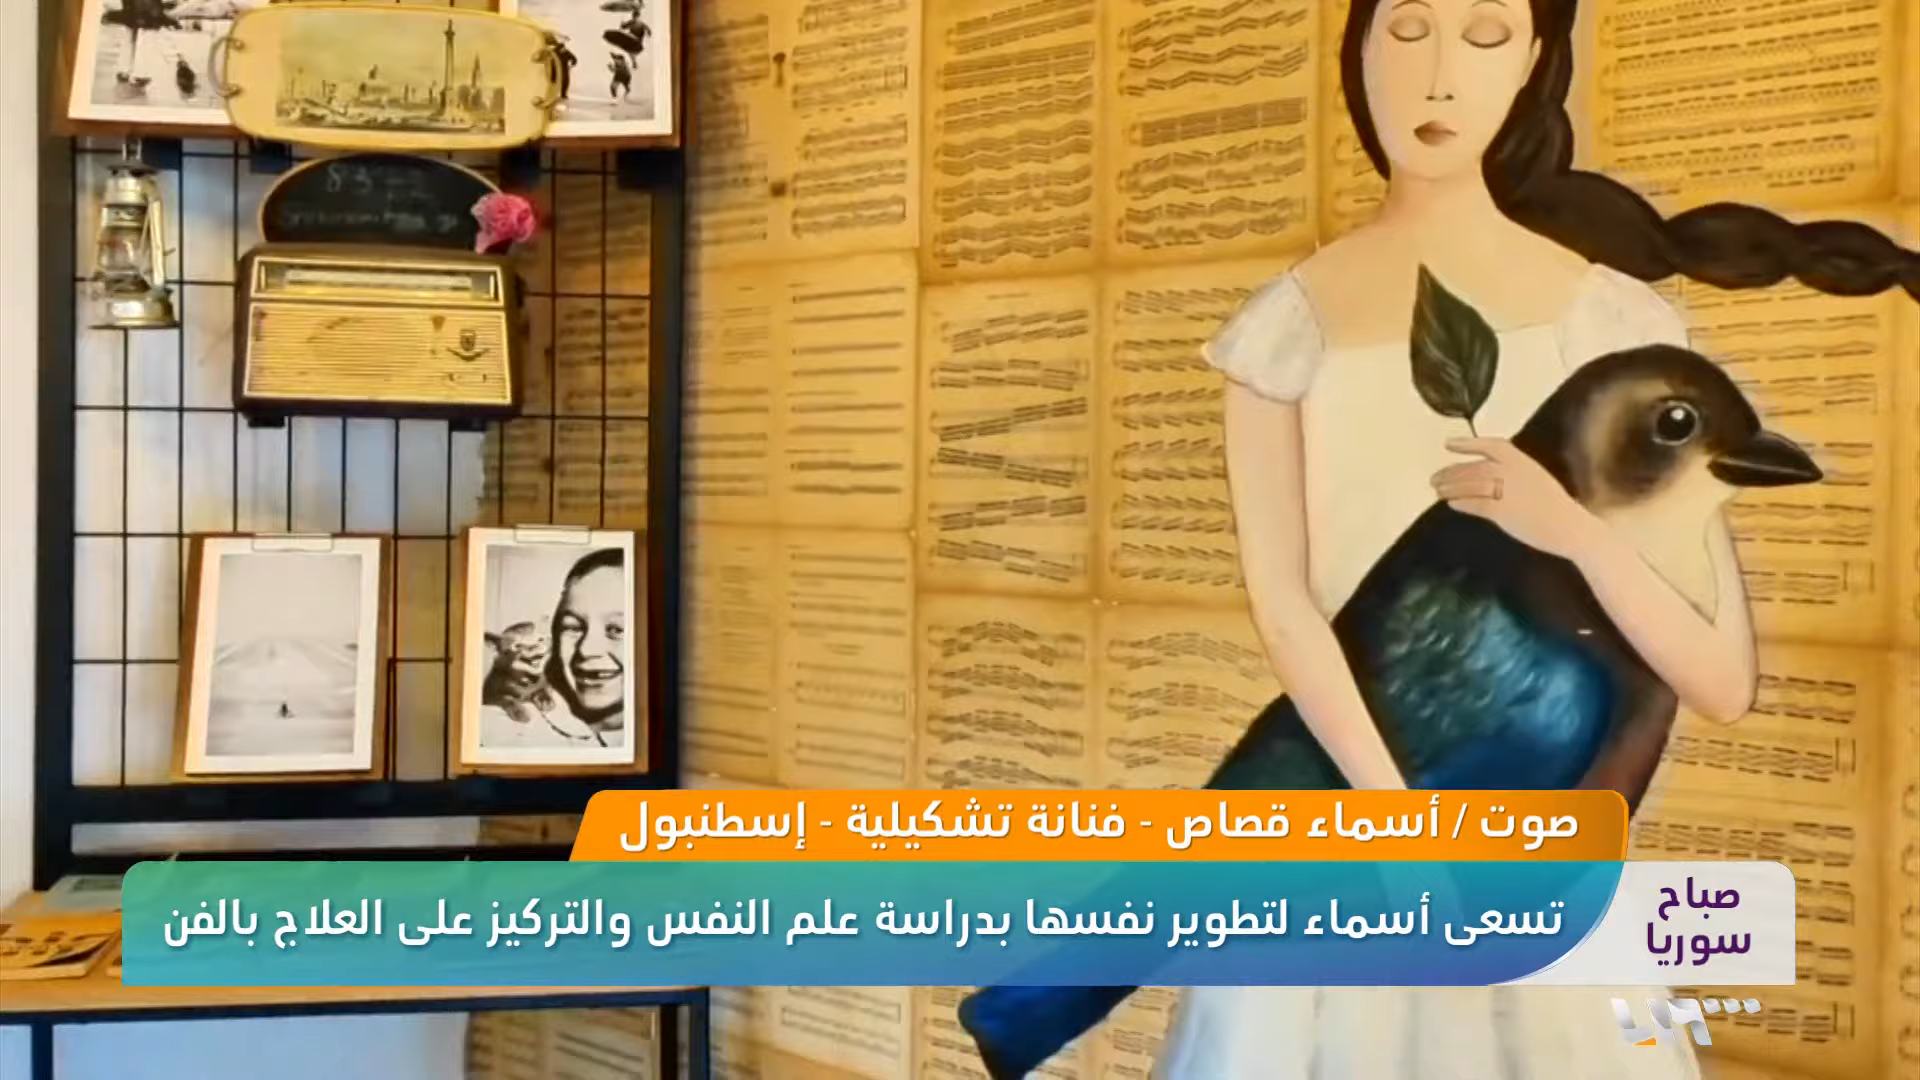 صوت / أسماء قصاص - فنانة تشكيلية - إسطنبول
تسعى أسماء لتطوير نفسها بدراسة علم النفس والتركيز على العلاج بالفن
صباح
سوريا